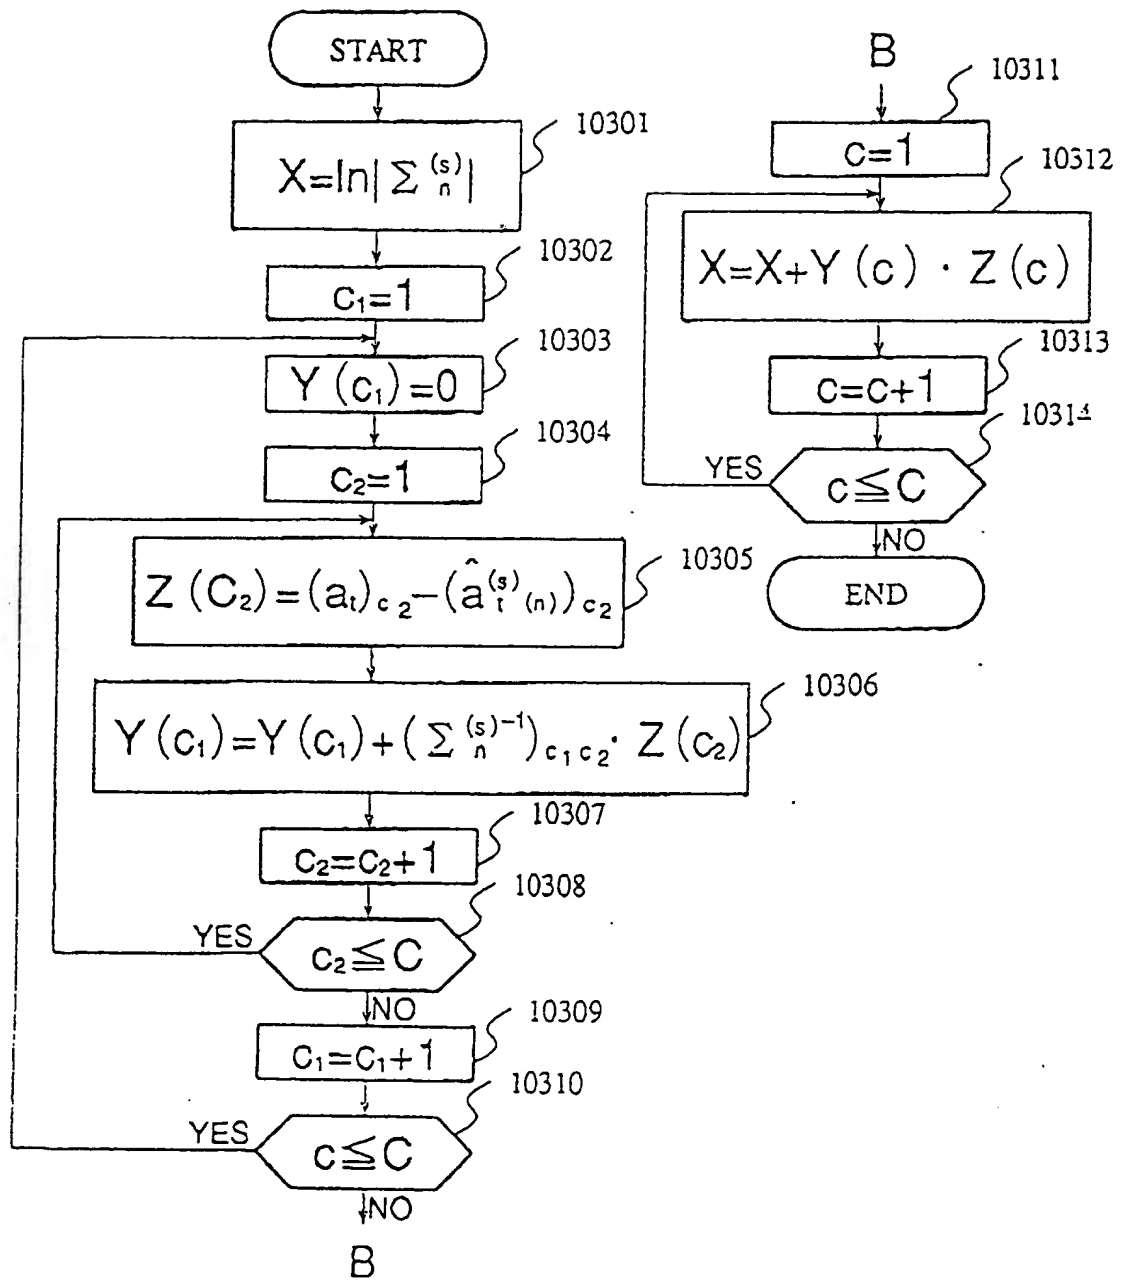 START
10301
X=ln| Σ (s) n |
10302
c1=1
10303
Y (c1) =0
10304
c2=1
10305
Z (C2) = (at)c2 - (â t (s) (n))c2
10306
Y (c1) =Y (c1) + (Σ n (s)-1)c1c2 · Z (c2)
10307
c2=c2+1
10308
YES
c2≦C
NO
10309
c1=c1+1
10310
YES
c≦C
NO
B
B
10311
c=1
10312
X=X+Y (c) · Z (c)
10313
c=c+1
10314
YES
c≦C
NO
END